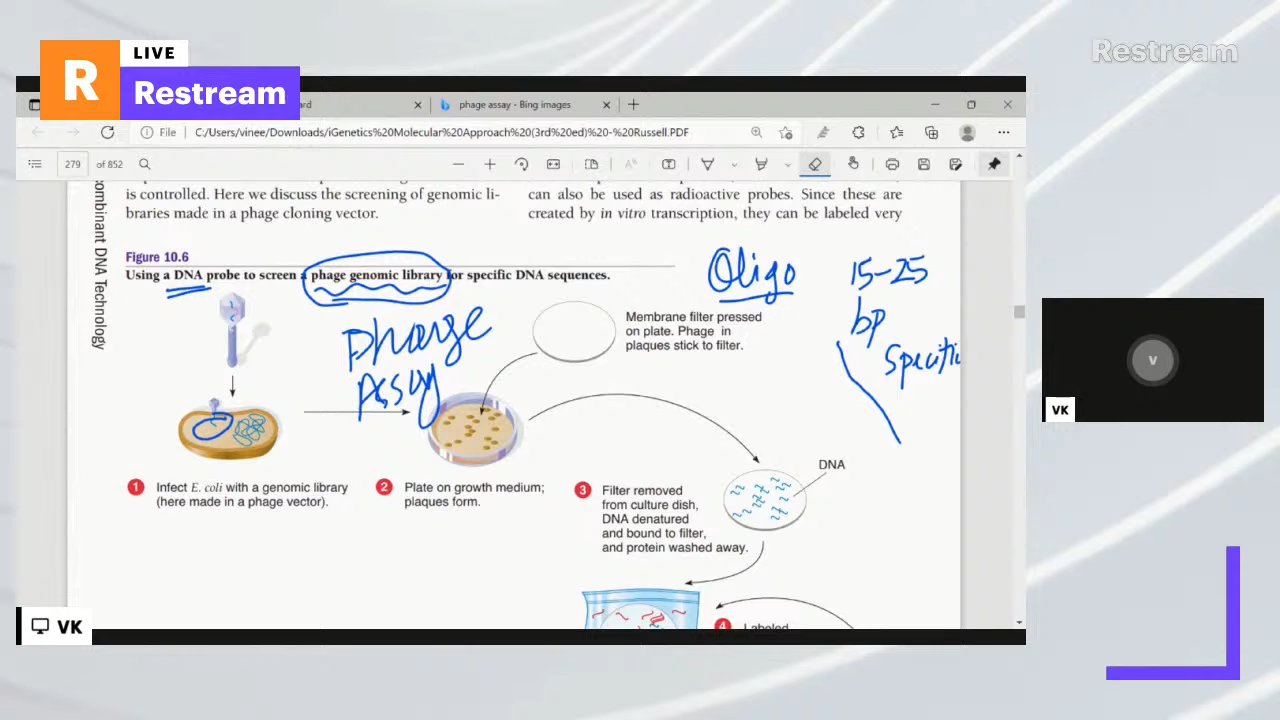 LIVE
R
Restream
Restream
ard
phage assay - Bing images
File
C:/Users/vinee/Downloads/iGenetics%20Molecular%20Approach%20(3rd%20ed)%20-%20Russell.PDF
279
of 852
ombinant DNA Technology
is controlled. Here we discuss the screening of genomic li-
braries made in a phage cloning vector.
can also be used as radioactive probes. Since these are
created by in vitro transcription, they can be labeled very
Figure 10.6
Using a DNA probe to screen a phage genomic library for specific DNA sequences.
Oligo
15-25
bp
Specific
Pharge
Assay
Membrane filter pressed
on plate. Phage in
plaques stick to filter.
DNA
1 Infect E. coli with a genomic library
(here made in a phage vector).
2 Plate on growth medium;
plaques form.
3 Filter removed
from culture dish,
DNA denatured
and bound to filter,
and protein washed away.
4 Labeled
V
VK
VK